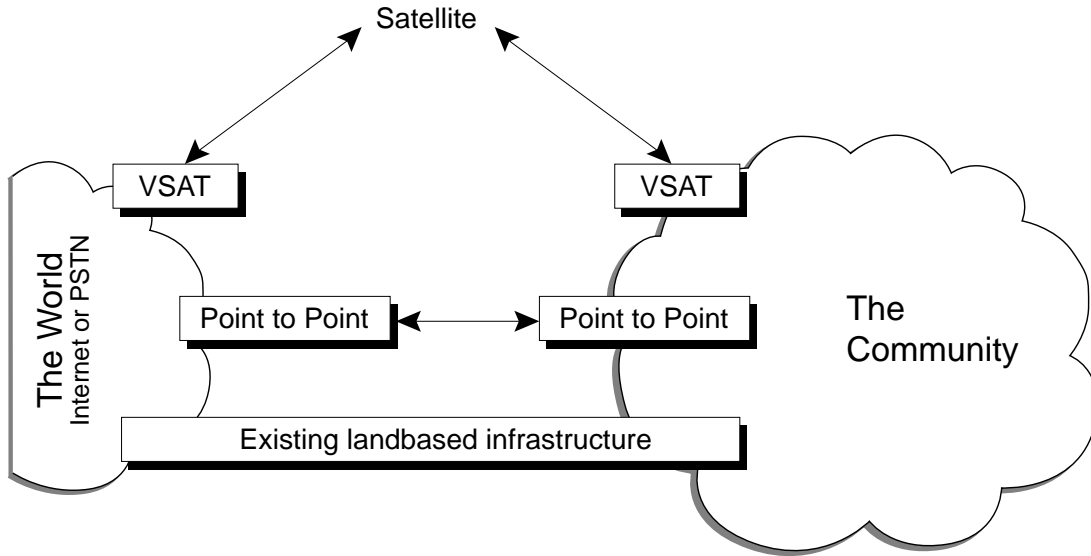 Satellite
VSAT
VSAT
The World
Internet or PSTN
Point to Point
Point to Point
The
Community
Existing landbased infrastructure